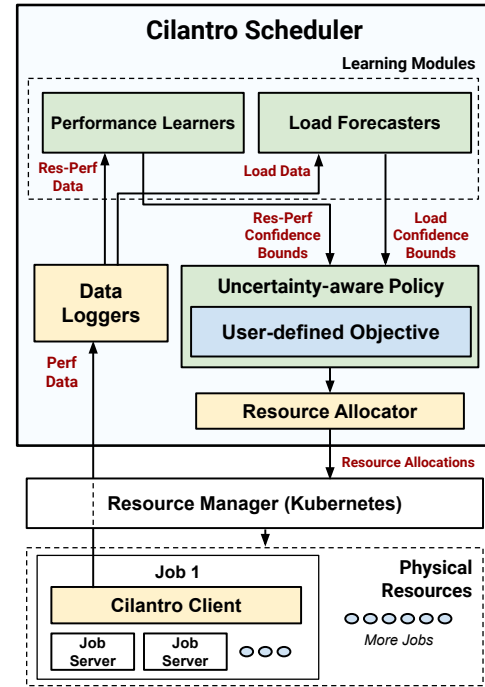 Cilantro Scheduler
Learning Modules
Performance Learners
Load Forecasters
Res-Perf
Data
Load Data
Res-Perf
Confidence
Bounds
Load
Confidence
Bounds
Data
Loggers
Uncertainty-aware Policy
User-defined Objective
Perf
Data
Resource Allocator
Resource Allocations
Resource Manager (Kubernetes)
Job 1
Physical
Resources
Cilantro Client
More Jobs
Job
Server
Job
Server